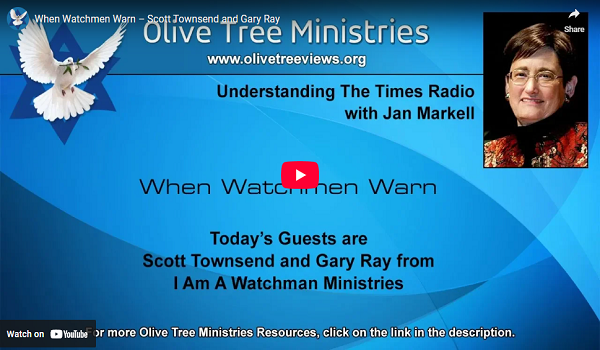 When Watchmen Warn – Scott Townsend and Gary Ray
Share
Olive Tree Ministries
www.olivetreeviews.org
Understanding The Times Radio
with Jan Markell
When Watchmen Warn
Today's Guests are
Scott Townsend and Gary Ray from
I Am A Watchman Ministries
Watch on YouTube
For more Olive Tree Ministries Resources, click on the link in the description.